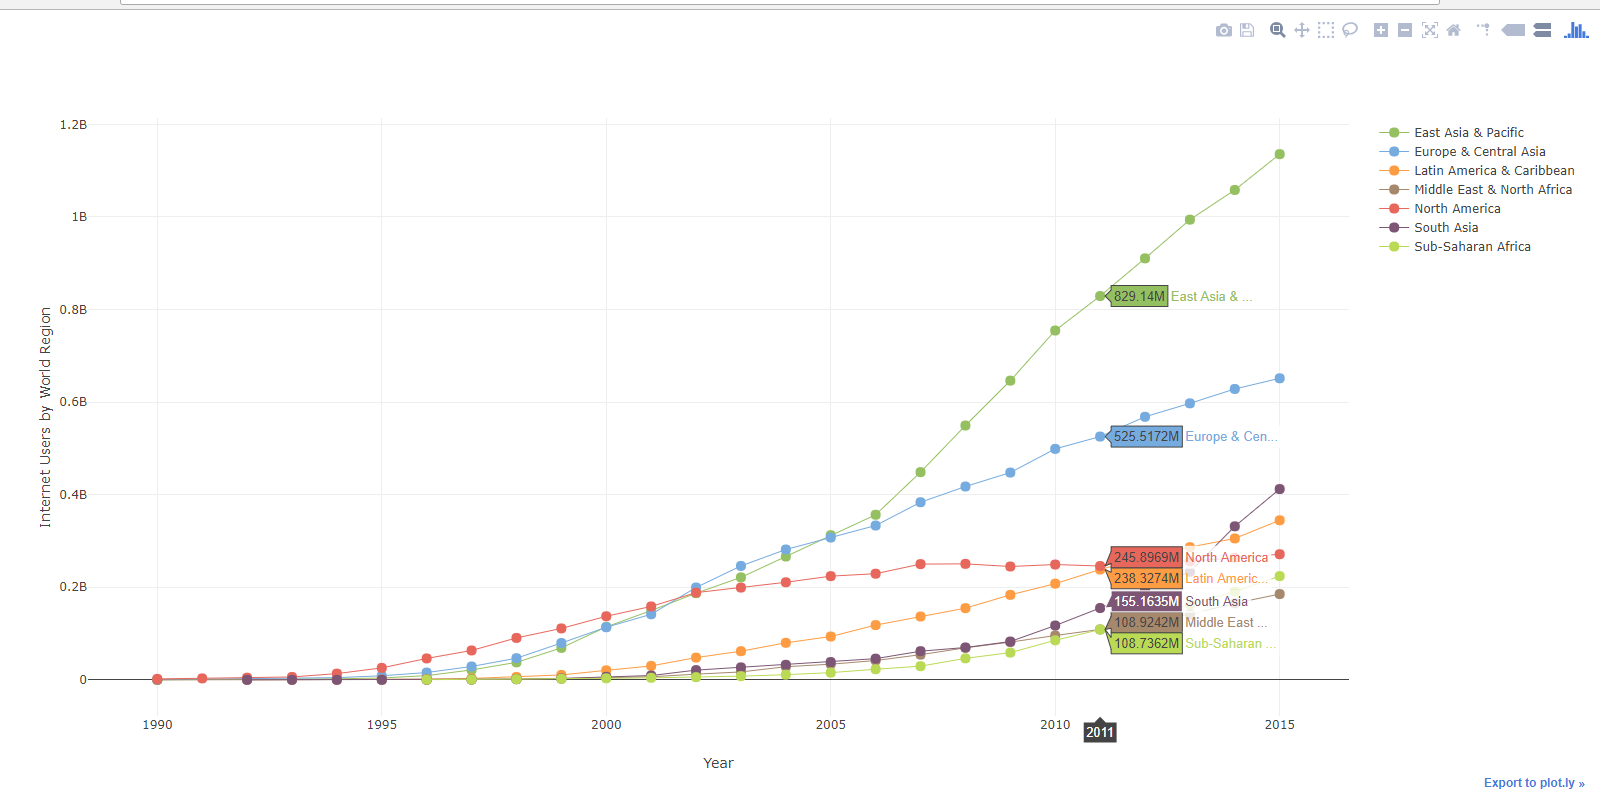 1.2B
1B
0.8B
0.6B
0.4B
0.2B
0
Internet Users by World Region
East Asia & Pacific
Europe & Central Asia
Latin America & Caribbean
Middle East & North Africa
North America
South Asia
Sub-Saharan Africa
829.14M East Asia & ...
525.5172M Europe & Cen...
245.8969M North America
238.3274M Latin Americ...
155.1635M South Asia
108.9242M Middle East ...
108.7362M Sub-Saharan ...
1990 1995 2000 2005 2010 2015
2011
Year
Export to plot.ly »